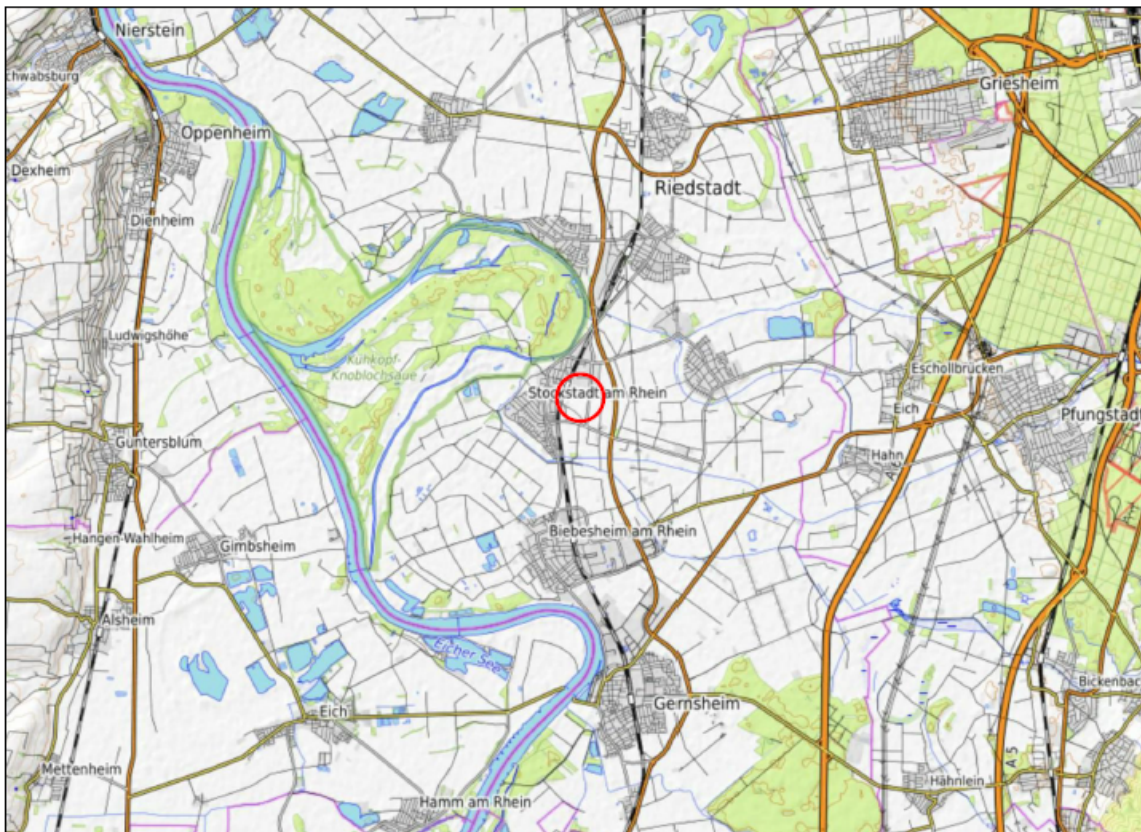 Nierstein
chwabsburg
Griesheim
Oppenheim
Dexheim
Riedstadt
Dienheim
Ludwigshöhe
Kühkopf-
Knoblochsaue
Eschollbrücken
Stockstadt am Rhein
Eich
Pfungstadt
Guntersblum
Hahn
Hangen-Wahlheim
Biebesheim am Rhein
Gimbsheim
Alsheim
Eicher See
Bickenbac
Eich
Gernsheim
A 5
Mettenheim
Hähnlein
Hamm am Rhein